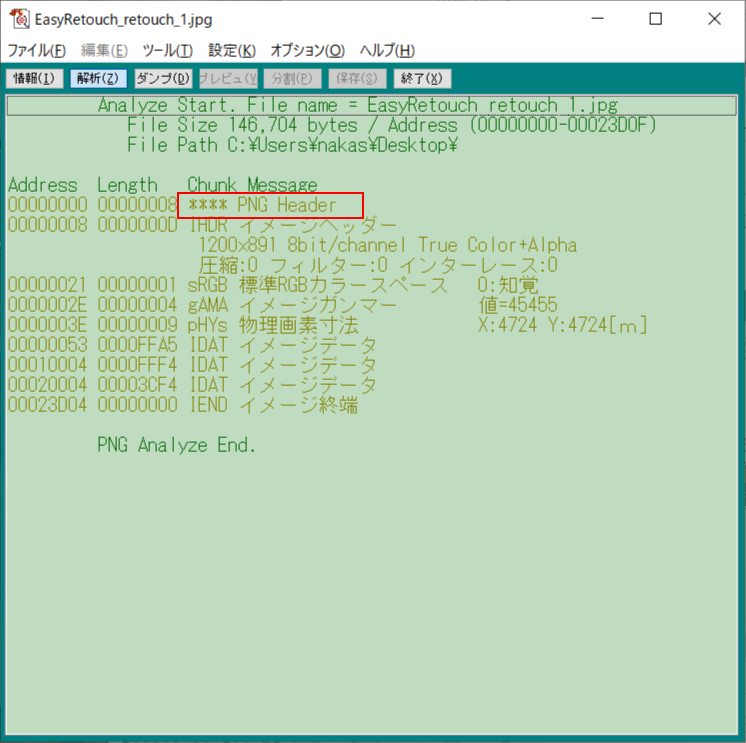 EasyRetouch_retouch_1.jpg
ファイル(F) 編集(E) ツール(T) 設定(K) オプション(O) ヘルプ(H)
情報(I) 解析(Z) ダンプ(D) プレビュー(V 分割(P) 保存(S) 終了(X)
Analyze Start. File name = EasyRetouch_retouch_1.jpg
File Size 146,704 bytes / Address (00000000-00023D0F)
File Path C:¥Users¥nakas¥Desktop¥
Address Length Chunk Message
00000000 00000008 **** PNG Header
00000008 0000000D IHDR イメージヘッダー
1200x891 8bit/channel True Color+Alpha
圧縮:0 フィルター:0 インターレース:0
00000021 00000001 sRGB 標準RGBカラースペース 0:知覚
0000002E 00000004 gAMA イメージガンマー 値=45455
0000003E 00000009 pHYs 物理画素寸法 X:4724 Y:4724[m]
00000053 0000FFA5 IDAT イメージデータ
00010004 0000FFF4 IDAT イメージデータ
00020004 00003CF4 IDAT イメージデータ
00023D04 00000000 IEND イメージ終端
PNG Analyze End.